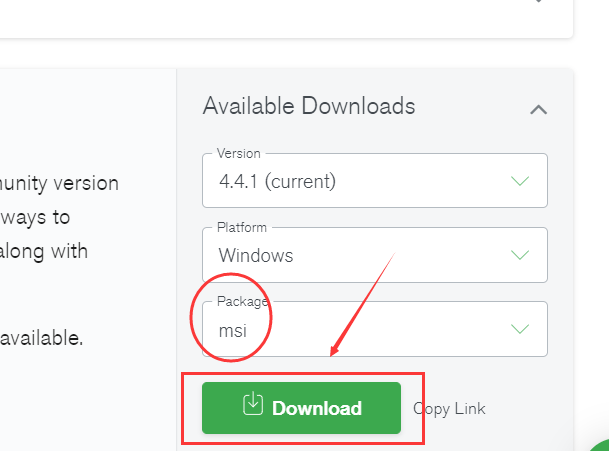 Available Downloads
Version
4.4.1 (current)
unity version
ways to
along with
Platform
Windows
Package
msi
available.
Download
Copy Link